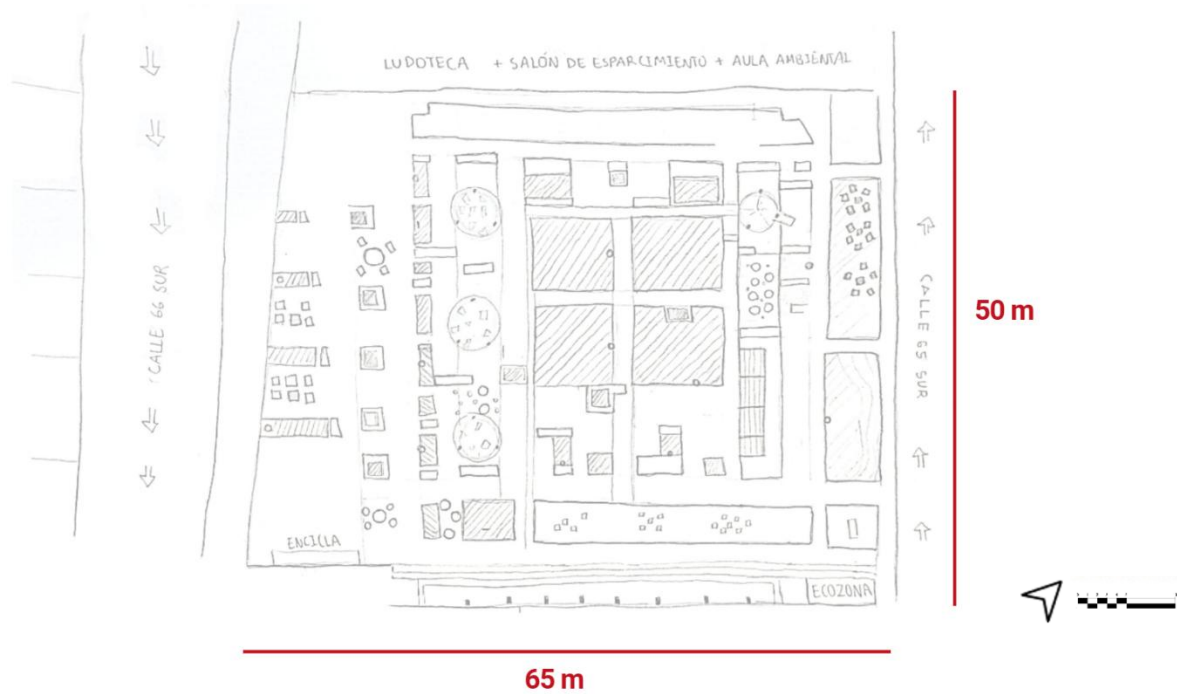 LUDOTECA + SALÓN DE ESPARCIMIENTO + AULA AMBIENTAL
CALLE 66 SUR
CALLE 65 SUR
50 m
ENCICLA
ECOZONA
65 m